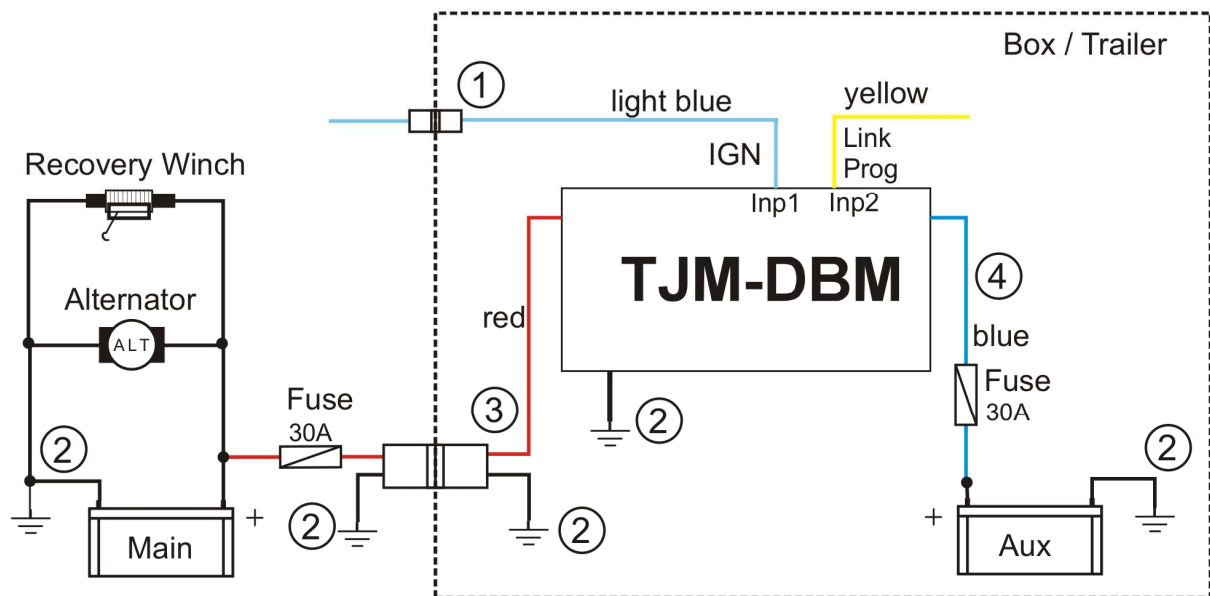 Box / Trailer
1
light blue
yellow
IGN
Link
Prog
Recovery Winch
Inp1
Inp2
TJM-DBM
4
Alternator
ALT
red
blue
Fuse
30A
3
2
Fuse
30A
2
2
+
Main
2
2
+
Aux